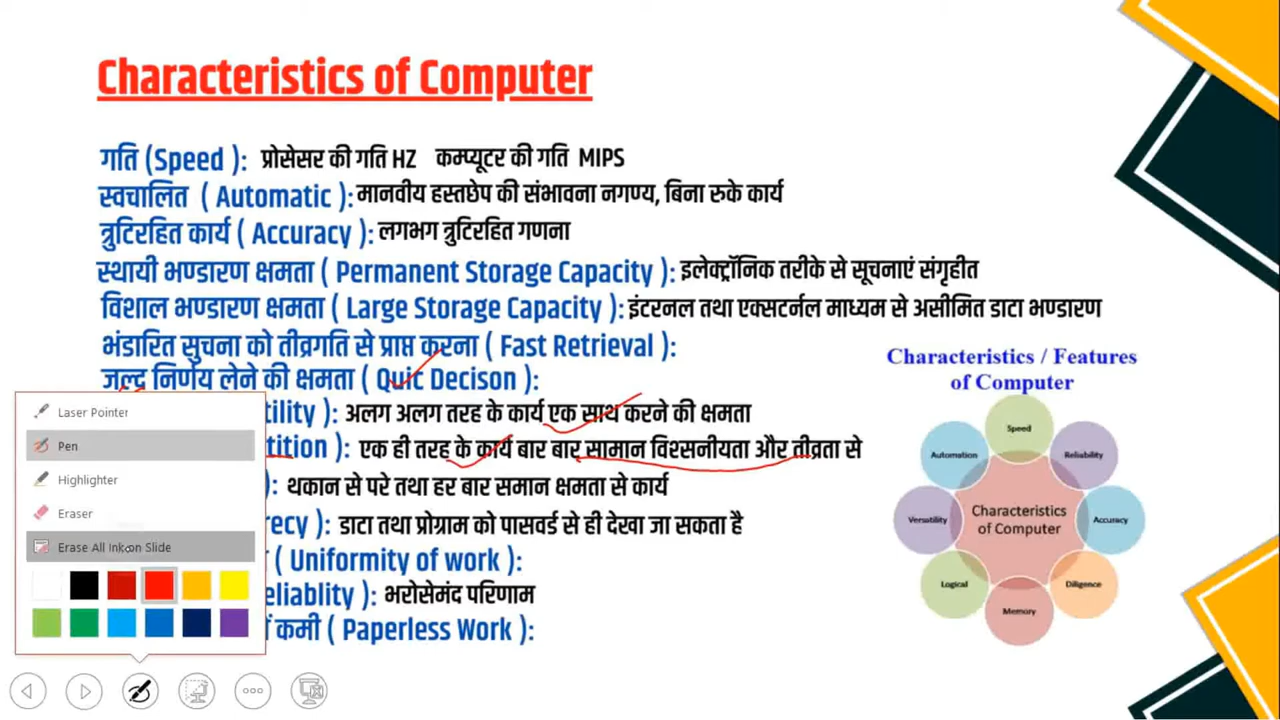 Characteristics of Computer
गति (Speed ): प्रोसेसर की गति HZ कम्प्यूटर की गति MIPS
स्वचालित ( Automatic ): मानवीय हस्तछेप की संभावना नगण्य, बिना रुके कार्य
त्रुटिरहित कार्य ( Accuracy ): लगभग त्रुटिरहित गणना
स्थायी भण्डारण क्षमता ( Permanent Storage Capacity ): इलेक्ट्रॉनिक तरीके से सूचनाएं संगृहीत
विशाल भण्डारण क्षमता ( Large Storage Capacity ): इंटरनल तथा एक्सटर्नल माध्यम से असीमित डाटा भण्डारण
भंडारित सुचना को तीव्रगति से प्राप्त करना ( Fast Retrieval ):
जल्द निर्णय लेने की क्षमता ( Quic Decison ):
tility ): अलग अलग तरह के कार्य एक साथ करने की क्षमता
tition ): एक ही तरह के कार्य बार बार सामान विश्सनीयता और तीव्रता से
): थकान से परे तथा हर बार समान क्षमता से कार्य
recy ): डाटा तथा प्रोग्राम को पासवर्ड से ही देखा जा सकता है
( Uniformity of work ):
eliablity ): भरोसेमंद परिणाम
कमी ( Paperless Work ):
Laser Pointer
Pen
Highlighter
Eraser
Erase All Ink on Slide
Characteristics / Features
of Computer
Speed
Automation
Reliability
Versatility
Characteristics
of Computer
Accuracy
Logical
Diligence
Memory